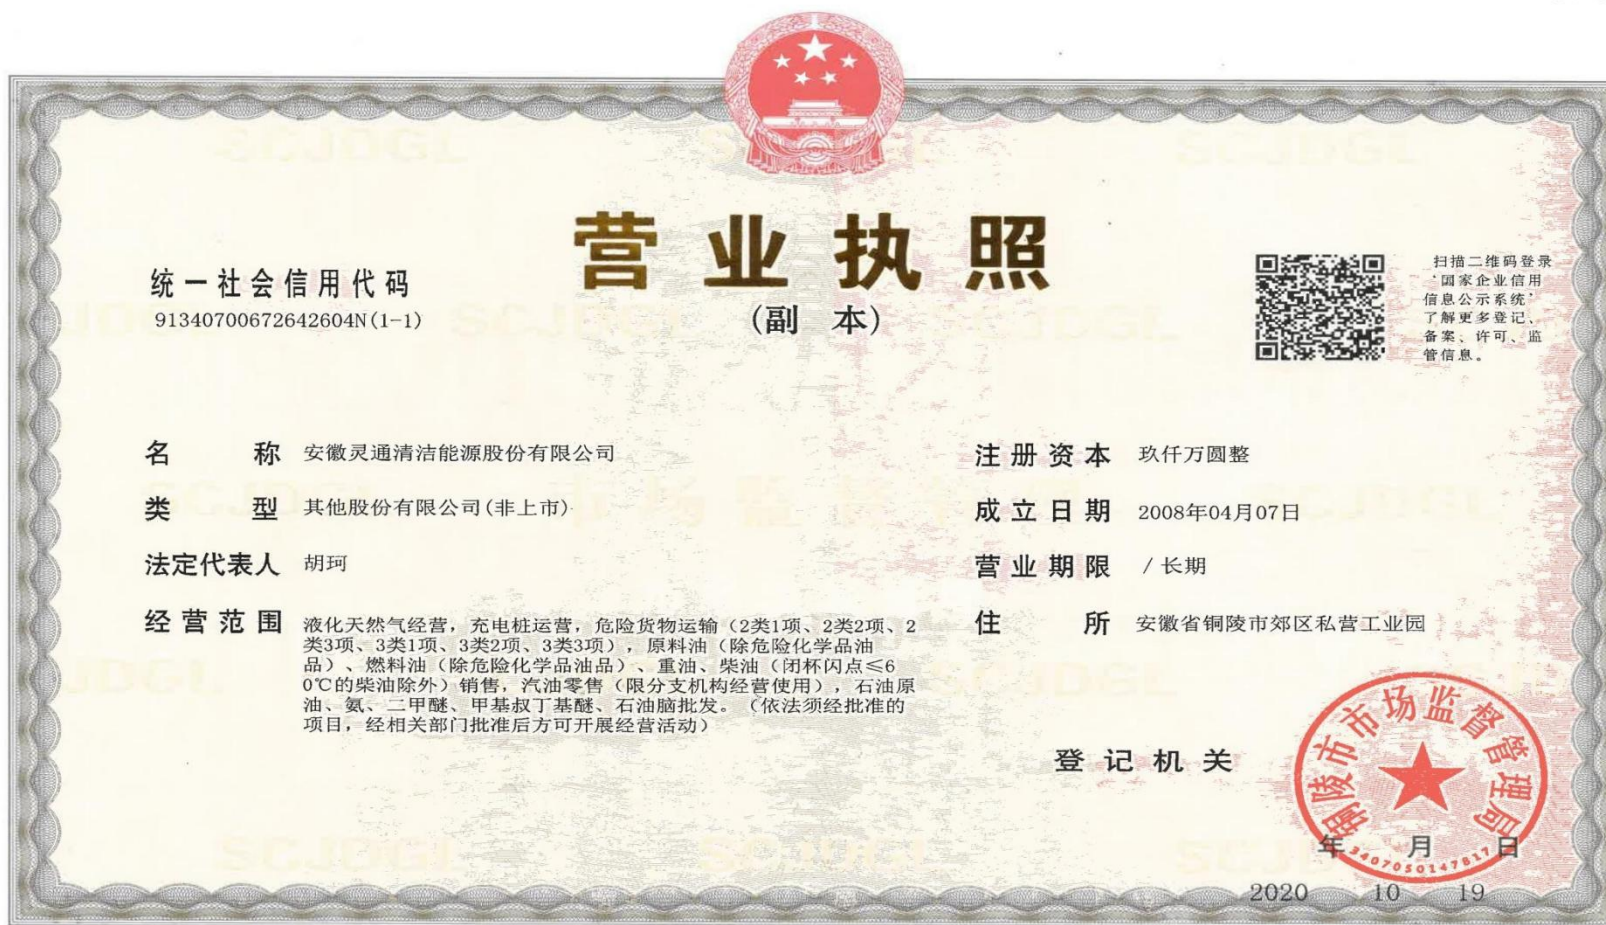 营业执照
(副 本)
统一社会信用代码
91340700672642604N(1-1)
扫描二维码登录
‘国家企业信用
信息公示系统’
了解更多登记、
备案、许可、监
管信息。
名 称 安徽灵通清洁能源股份有限公司
类 型 其他股份有限公司(非上市)
法定代表人 胡珂
经营范围 液化天然气经营，充电桩运营，危险货物运输（2类1项、2类2项、2
类3项、3类1项、3类2项、3类3项），原料油（除危险化学品油
品）、燃料油（除危险化学品油品）、重油、柴油（闭杯闪点≤6
0℃的柴油除外）销售，汽油零售（限分支机构经营使用），石油原
油、氨、二甲醚、甲基叔丁基醚、石油脑批发。（依法须经批准的
项目，经相关部门批准后方可开展经营活动）
注册资本 玖仟万圆整
成立日期 2008年04月07日
营业期限 / 长期
住 所 安徽省铜陵市郊区私营工业园
登记机关
铜陵市市场监督管理局
3407050147817
年 月 日
2020 10 19
SCJDGL
市场监督管理